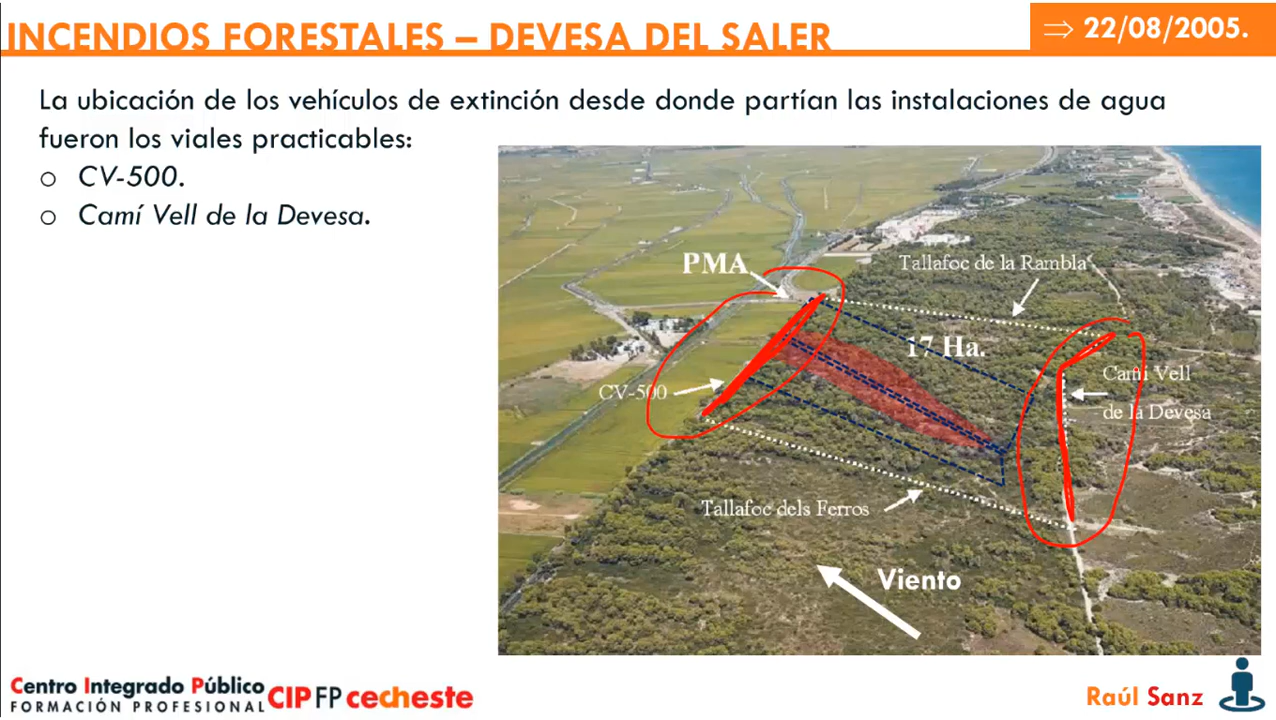 INCENDIOS FORESTALES – DEVESA DEL SALER
⇒ 22/08/2005.
La ubicación de los vehículos de extinción desde donde partían las instalaciones de agua
fueron los viales practicables:
o CV-500.
o Camí Vell de la Devesa.
PMA
Tallafoc de la Rambla
17 Ha.
CV-500
Camí Vell
de la Devesa
Tallafoc dels Ferros
Viento
Centro Integrado Público
FORMACIÓN PROFESIONAL
CIPFP cecheste
Raúl Sanz